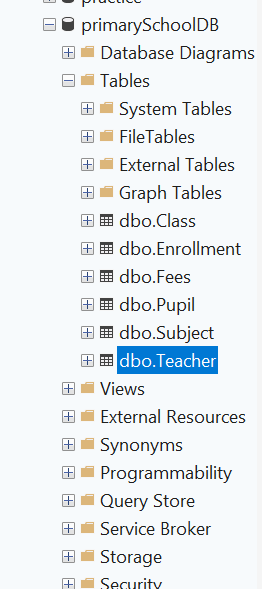 practice
primarySchoolDB
Database Diagrams
Tables
System Tables
FileTables
External Tables
Graph Tables
dbo.Class
dbo.Enrollment
dbo.Fees
dbo.Pupil
dbo.Subject
dbo.Teacher
Views
External Resources
Synonyms
Programmability
Query Store
Service Broker
Storage
Security